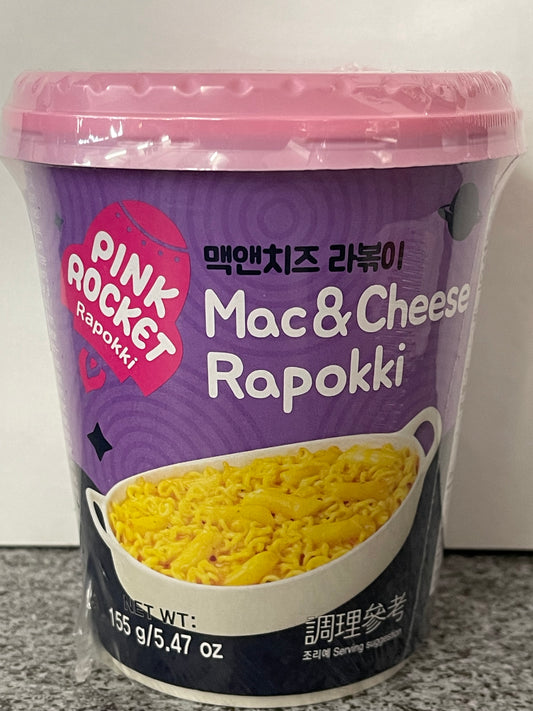 PINK
ROCKET
Rapokki
맥앤치즈 라볶이
Mac & Cheese
Rapokki
NET WT:
155 g/5.47 oz
調理參考
조리예 Serving suggestion